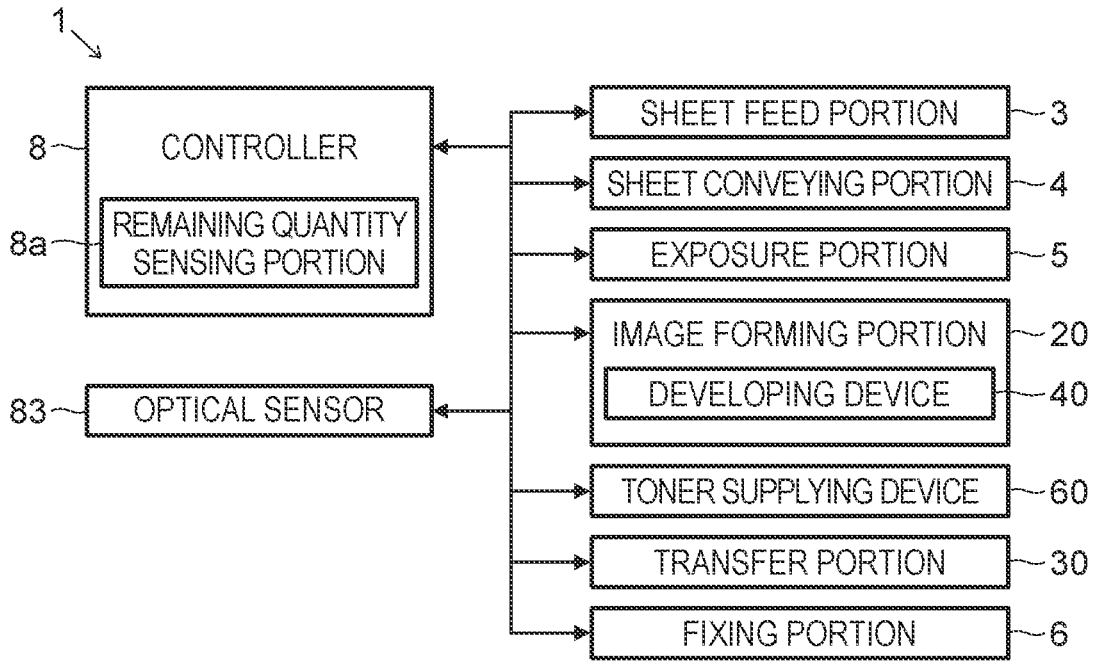 1
8
CONTROLLER
8a
REMAINING QUANTITY
SENSING PORTION
83
OPTICAL SENSOR
SHEET FEED PORTION
3
SHEET CONVEYING PORTION
4
EXPOSURE PORTION
5
IMAGE FORMING PORTION
20
DEVELOPING DEVICE
40
TONER SUPPLYING DEVICE
60
TRANSFER PORTION
30
FIXING PORTION
6